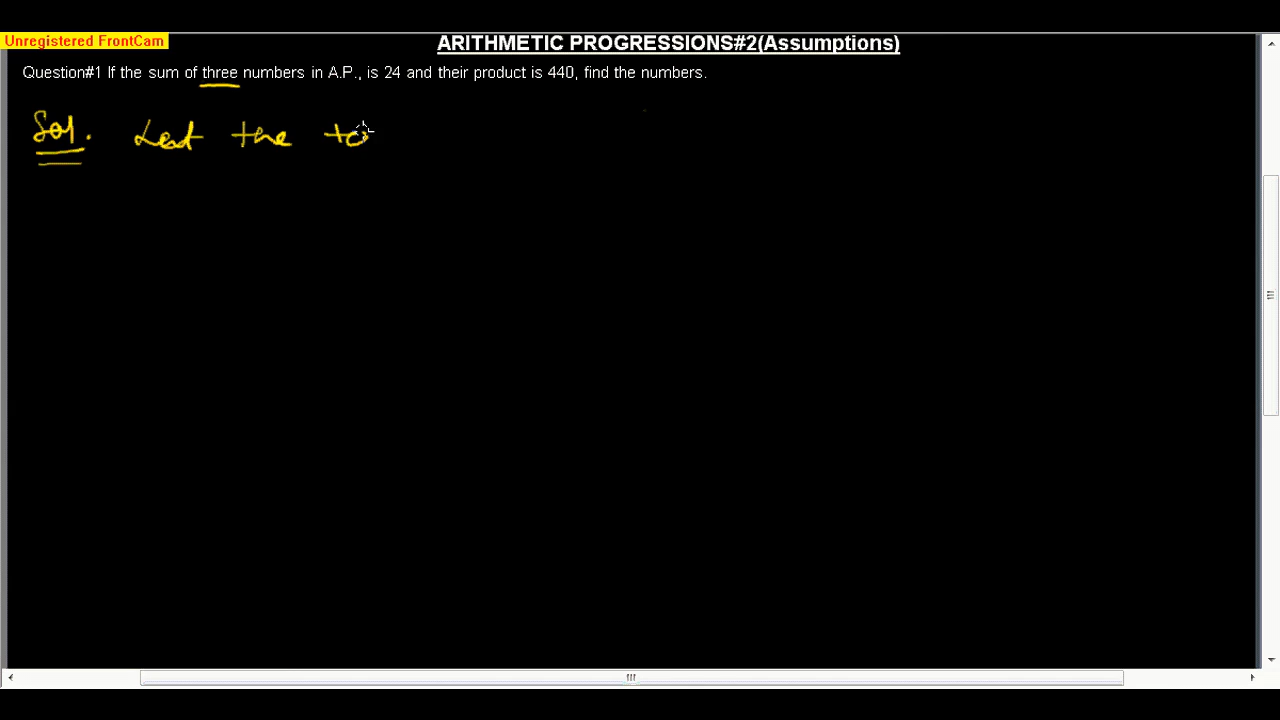 Unregistered FrontCam
ARITHMETIC PROGRESSIONS#2(Assumptions)
Question#1 If the sum of three numbers in A.P., is 24 and their product is 440, find the numbers.
Sol. Let the